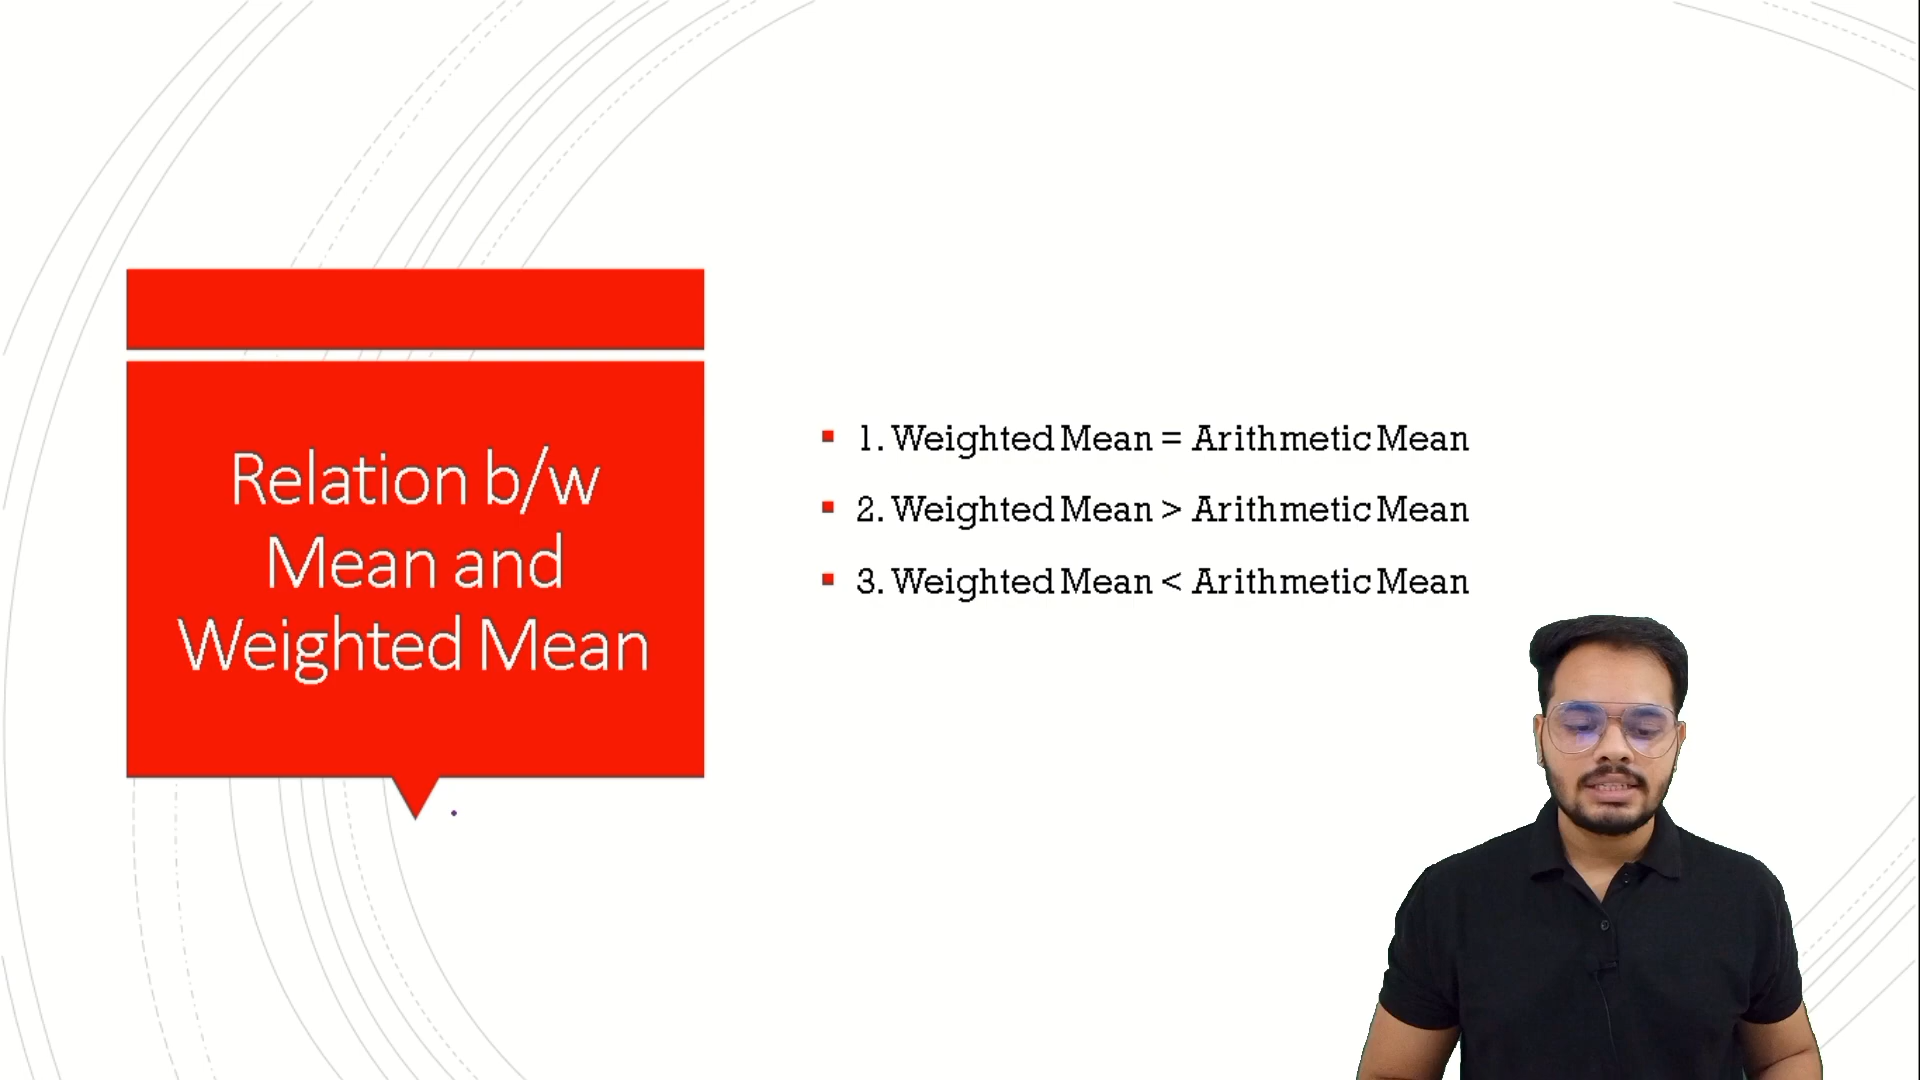 Relation b/w
Mean and
Weighted Mean
1. Weighted Mean = Arithmetic Mean
2. Weighted Mean > Arithmetic Mean
3. Weighted Mean < Arithmetic Mean